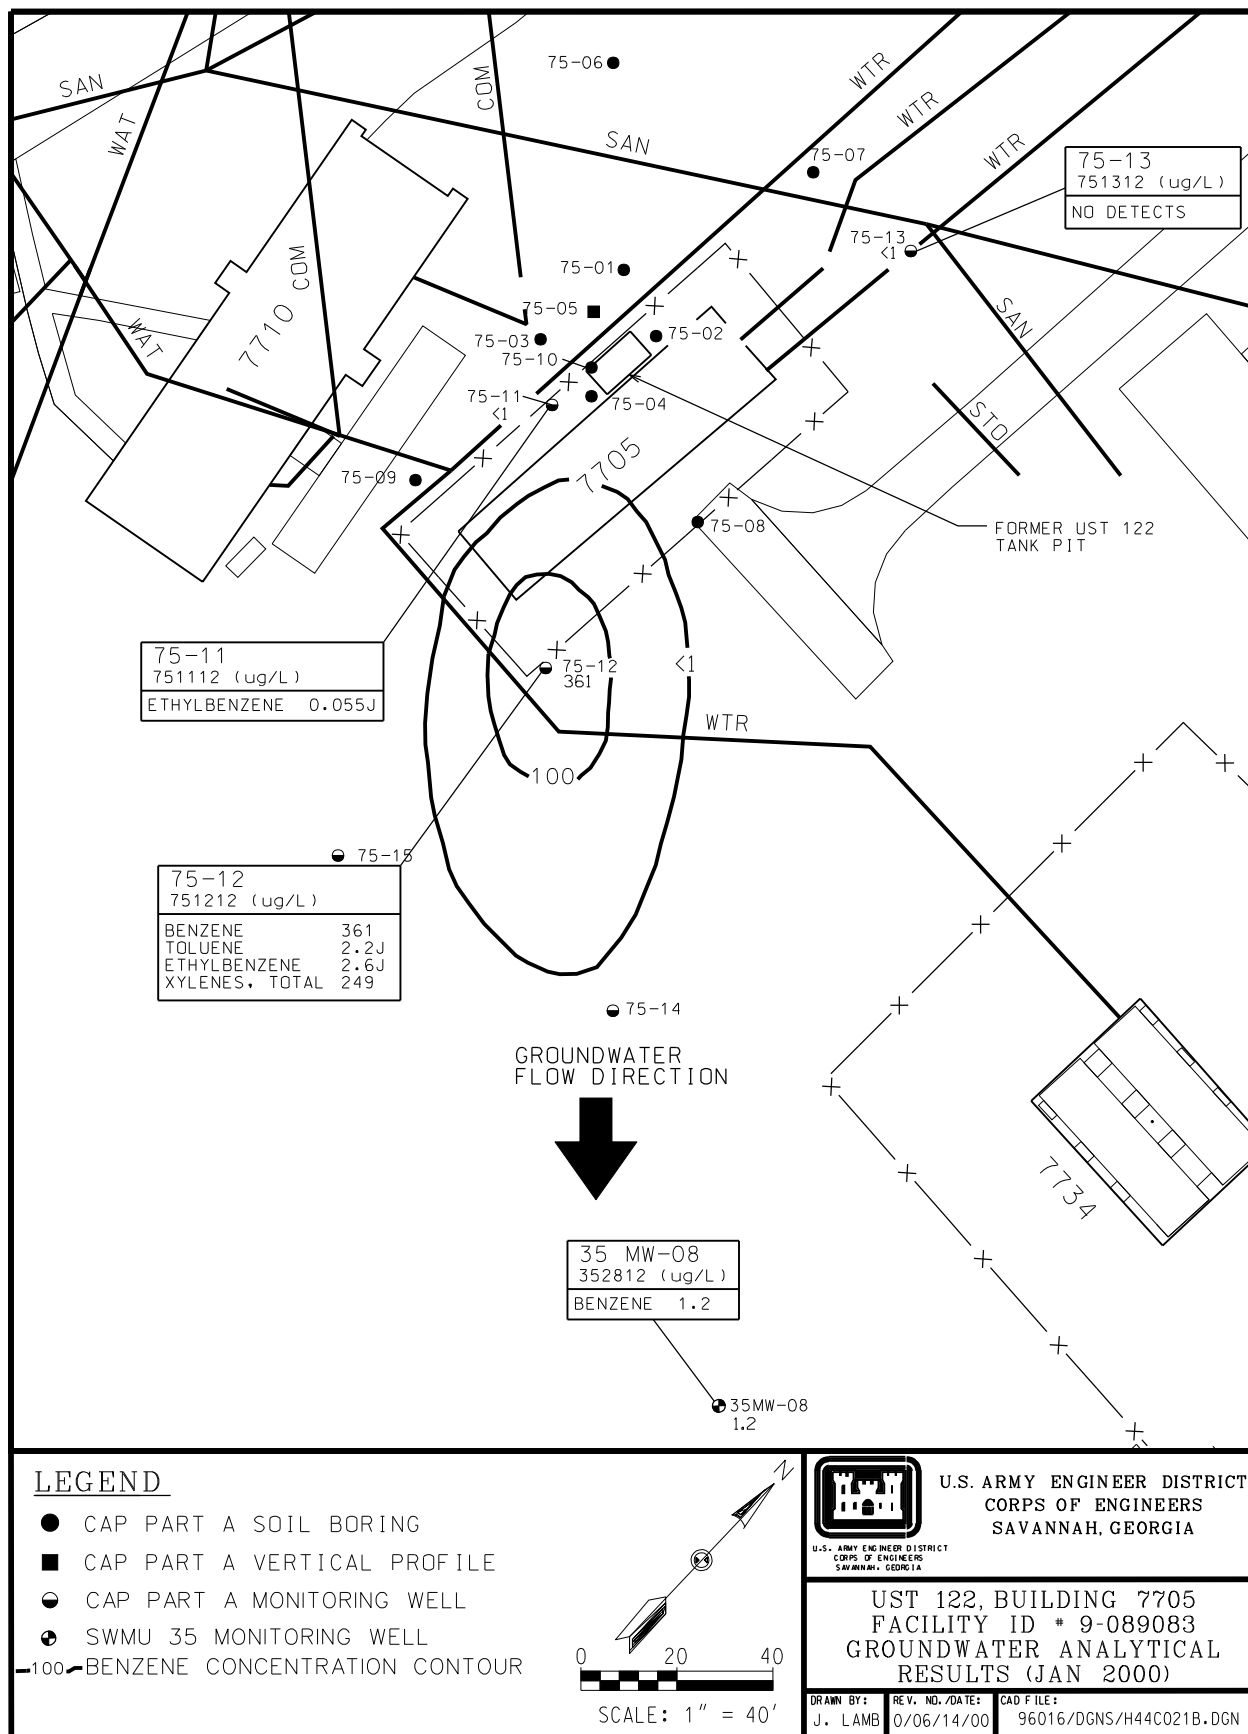 75-06
SAN
WAT
COM
WTR
WTR
SAN
WTR
75-07
75-13
751312 (ug/L)
NO DETECTS
75-13
<1
COM
75-01
75-05
7710
WAT
75-03
75-02
75-10
SAN
75-11
<1
75-04
STO
7705
75-09
75-08
FORMER UST 122
TANK PIT
75-11
751112 (ug/L)
ETHYLBENZENE 0.055J
75-12
361
<1
WTR
100
75-15
75-12
751212 (ug/L)
BENZENE 361
TOLUENE 2.2J
ETHYLBENZENE 2.6J
XYLENES, TOTAL 249
75-14
GROUNDWATER
FLOW DIRECTION
7734
35 MW-08
352812 (ug/L)
BENZENE 1.2
35MW-08
1.2
LEGEND
CAP PART A SOIL BORING
CAP PART A VERTICAL PROFILE
CAP PART A MONITORING WELL
SWMU 35 MONITORING WELL
100 BENZENE CONCENTRATION CONTOUR
N
0 20 40
SCALE: 1" = 40'
U.S. ARMY ENGINEER DISTRICT
CORPS OF ENGINEERS
SAVANNAH, GEORGIA
U.S. ARMY ENGINEER DISTRICT
CORPS OF ENGINEERS
SAVANNAH, GEORGIA
UST 122, BUILDING 7705
FACILITY ID # 9-089083
GROUNDWATER ANALYTICAL
RESULTS (JAN 2000)
DRAWN BY:
J. LAMB
REV. NO./DATE:
0/06/14/00
CAD FILE:
96016/DGNS/H44C021B.DGN